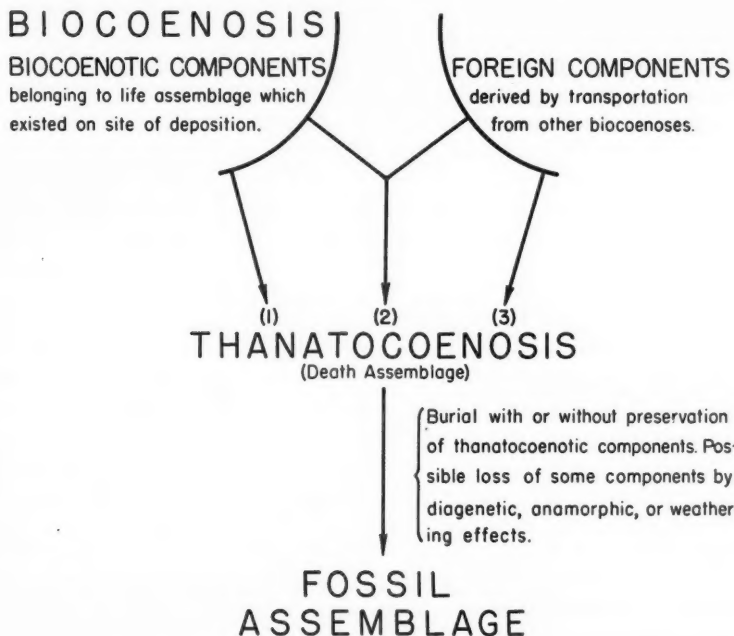 BIOCOENOSIS
BIOCOENOTIC COMPONENTS
belonging to life assemblage which
existed on site of deposition.
FOREIGN COMPONENTS
derived by transportation
from other biocoenoses.
(1) (2) (3)
THANATOCOENOSIS
(Death Assemblage)
Burial with or without preservation
of thanatocoenotic components. Pos-
sible loss of some components by
diagenetic, anamorphic, or weather-
ing effects.
FOSSIL
ASSEMBLAGE